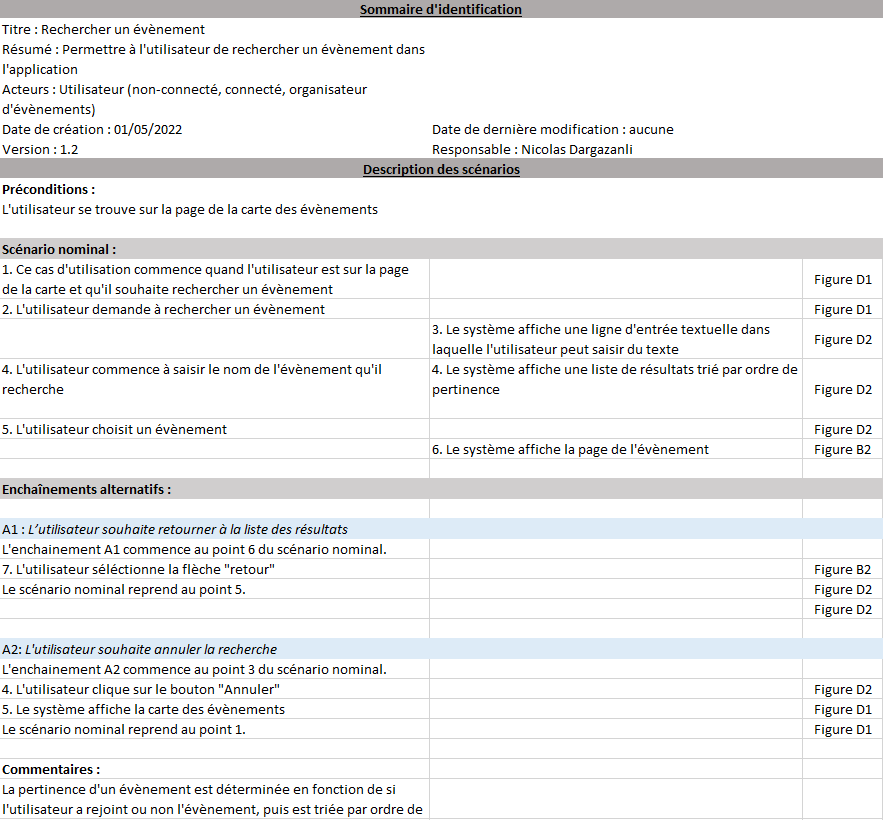 Sommaire d'identification
Titre : Rechercher un évènement
Résumé : Permettre à l'utilisateur de rechercher un évènement dans
l'application
Acteurs : Utilisateur (non-connecté, connecté, organisateur
d'évènements)
Date de création : 01/05/2022 Date de dernière modification : aucune
Version : 1.2 Responsable : Nicolas Dargazanli
Description des scénarios
Préconditions :
L'utilisateur se trouve sur la page de la carte des évènements
Scénario nominal :
1. Ce cas d'utilisation commence quand l'utilisateur est sur la page
de la carte et qu'il souhaite rechercher un évènement
Figure D1
2. L'utilisateur demande à rechercher un évènement Figure D1
3. Le système affiche une ligne d'entrée textuelle dans
laquelle l'utilisateur peut saisir du texte
Figure D2
4. L'utilisateur commence à saisir le nom de l'évènement qu'il
recherche
4. Le système affiche une liste de résultats trié par ordre de
pertinence
Figure D2
5. L'utilisateur choisit un évènement Figure D2
6. Le système affiche la page de l'évènement Figure B2
Enchaînements alternatifs :
A1 : L’utilisateur souhaite retourner à la liste des résultats
L'enchainement A1 commence au point 6 du scénario nominal.
7. L'utilisateur séléctionne la flèche "retour" Figure B2
Le scénario nominal reprend au point 5. Figure D2
Figure D2
A2: L'utilisateur souhaite annuler la recherche
L'enchainement A2 commence au point 3 du scénario nominal.
4. L'utilisateur clique sur le bouton "Annuler" Figure D2
5. Le système affiche la carte des évènements Figure D1
Le scénario nominal reprend au point 1. Figure D1
Commentaires :
La pertinence d'un évènement est déterminée en fonction de si
l'utilisateur a rejoint ou non l'évènement, puis est triée par ordre de